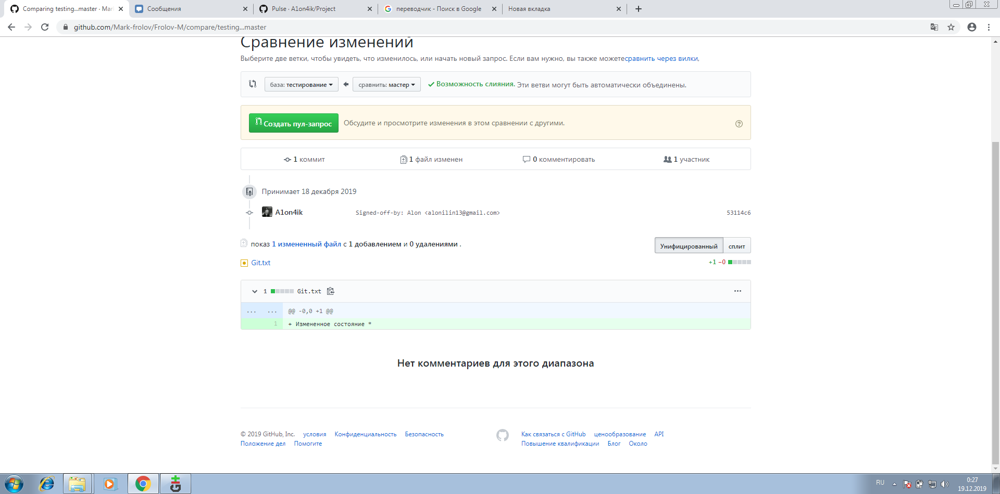 Comparing testing...master · Mar
Сообщения
Pulse · A1on4ik/Project
переводчик - Поиск в Google
Новая вкладка
github.com/Mark-frolov/Frolov-M/compare/testing...master
Сравнение изменений
Выберите две ветки, чтобы увидеть, что изменилось, или начать новый запрос. Если вам нужно, вы также можетесравнить через вилки,
база: тестирование
сравнить: мастер
Возможность слияния. Эти ветви могут быть автоматически объединены.
Создать пул-запрос
Обсудите и просмотрите изменения в этом сравнении с другими.
1 коммит
1 файл изменен
0 комментировать
1 участник
Принимает 18 декабря 2019
A1on4ik
Signed-off-by: Alon <alonilin13@gmail.com>
53114c6
показ 1 измененный файл с 1 добавлением и 0 удалениями .
Унифицированный
сплит
Git.txt
+1 −0
1
Git.txt
... ... @@ -0,0 +1 @@
1 + Измененное состояние *
Нет комментариев для этого диапазона
© 2019 GitHub, Inc. условия Конфиденциальность Безопасность
Положение дел Помогите
Как связаться с GitHub ценообразование API
Повышение квалификации Блог Около
RU
0:27
19.12.2019